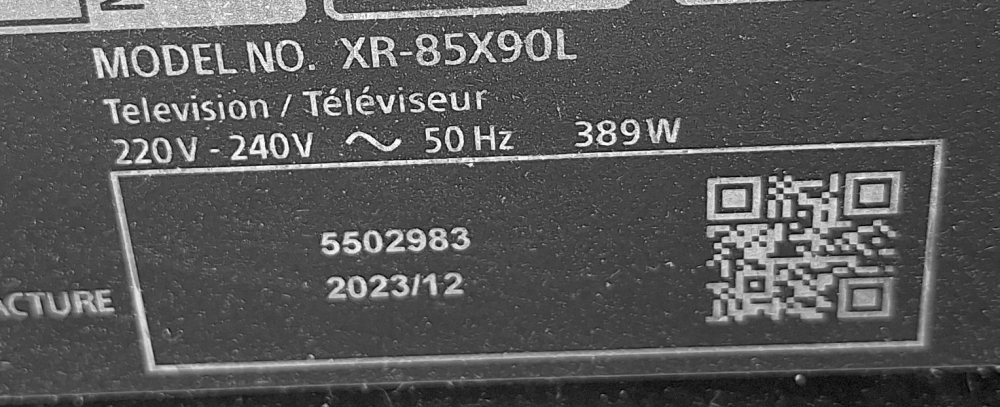 MODEL NO. XR-85X90L
Television / Téléviseur
220V - 240V ~ 50 Hz 389W
5502983
2023/12
ACTURE